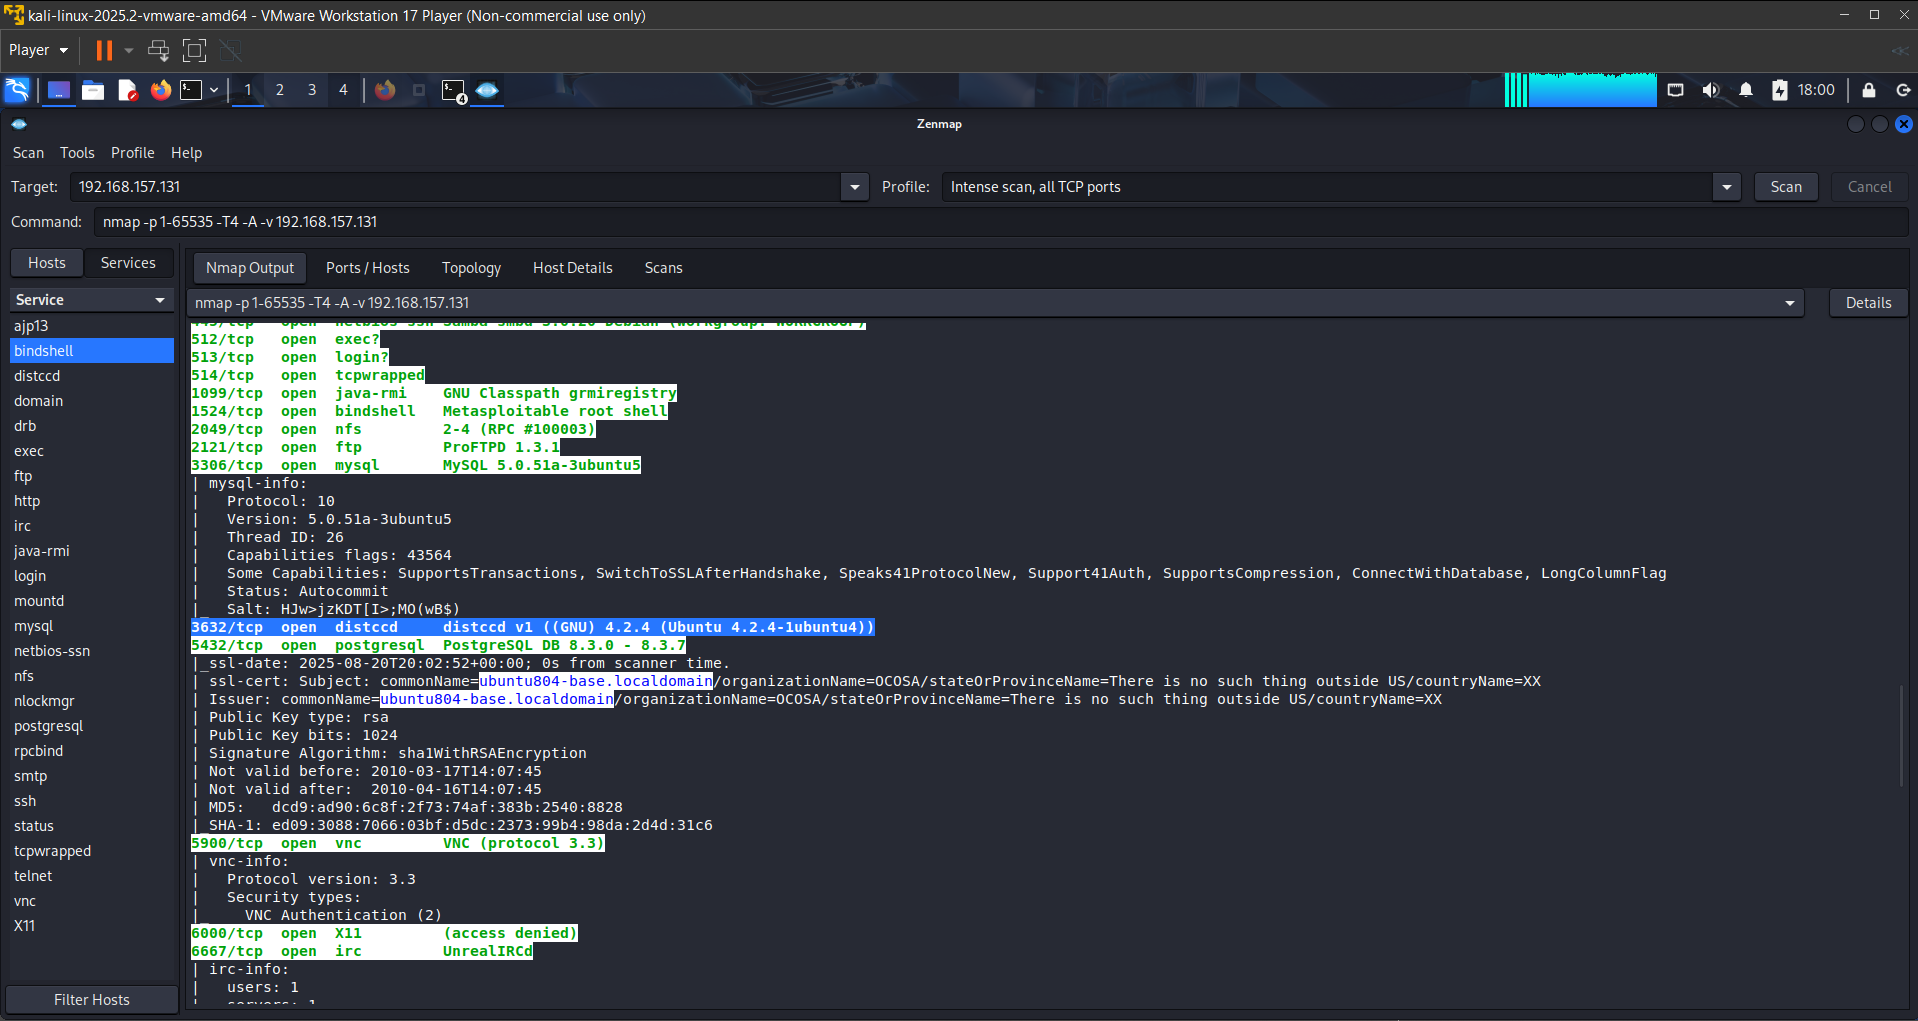 kali-linux-2025.2-vmware-amd64 - VMware Workstation 17 Player (Non-commercial use only)
Player
1 2 3 4
4
18:00
Zenmap
Scan Tools Profile Help
Target: 192.168.157.131 Profile: Intense scan, all TCP ports Scan Cancel
Command: nmap -p 1-65535 -T4 -A -v 192.168.157.131
Hosts Services
Nmap Output Ports / Hosts Topology Host Details Scans
nmap -p 1-65535 -T4 -A -v 192.168.157.131 Details
Service
ajp13
bindshell
distccd
domain
drb
exec
ftp
http
irc
java-rmi
login
mountd
mysql
netbios-ssn
nfs
nlockmgr
postgresql
rpcbind
smtp
ssh
status
tcpwrapped
telnet
vnc
X11
Filter Hosts
512/tcp open exec?
513/tcp open login?
514/tcp open tcpwrapped
1099/tcp open java-rmi GNU Classpath grmiregistry
1524/tcp open bindshell Metasploitable root shell
2049/tcp open nfs 2-4 (RPC #100003)
2121/tcp open ftp ProFTPD 1.3.1
3306/tcp open mysql MySQL 5.0.51a-3ubuntu5
| mysql-info:
|   Protocol: 10
|   Version: 5.0.51a-3ubuntu5
|   Thread ID: 26
|   Capabilities flags: 43564
|   Some Capabilities: SupportsTransactions, SwitchToSSLAfterHandshake, Speaks41ProtocolNew, Support41Auth, SupportsCompression, ConnectWithDatabase, LongColumnFlag
|   Status: Autocommit
|_  Salt: HJw>jzKDT[I>;MO(wB$)
3632/tcp open distccd distccd v1 ((GNU) 4.2.4 (Ubuntu 4.2.4-1ubuntu4))
5432/tcp open postgresql PostgreSQL DB 8.3.0 - 8.3.7
|_ssl-date: 2025-08-20T20:02:52+00:00; 0s from scanner time.
| ssl-cert: Subject: commonName=ubuntu804-base.localdomain/organizationName=OCOSA/stateOrProvinceName=There is no such thing outside US/countryName=XX
| Issuer: commonName=ubuntu804-base.localdomain/organizationName=OCOSA/stateOrProvinceName=There is no such thing outside US/countryName=XX
| Public Key type: rsa
| Public Key bits: 1024
| Signature Algorithm: sha1WithRSAEncryption
| Not valid before: 2010-03-17T14:07:45
| Not valid after:  2010-04-16T14:07:45
| MD5:   dcd9:ad90:6c8f:2f73:74af:383b:2540:8828
|_SHA-1: ed09:3088:7066:03bf:d5dc:2373:99b4:98da:2d4d:31c6
5900/tcp open vnc VNC (protocol 3.3)
| vnc-info:
|   Protocol version: 3.3
|   Security types:
|_    VNC Authentication (2)
6000/tcp open X11 (access denied)
6667/tcp open irc UnrealIRCd
| irc-info:
|   users: 1